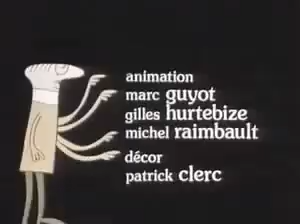 animation
marc guyot
gilles hurtebize
michel raimbault
décor
patrick clerc